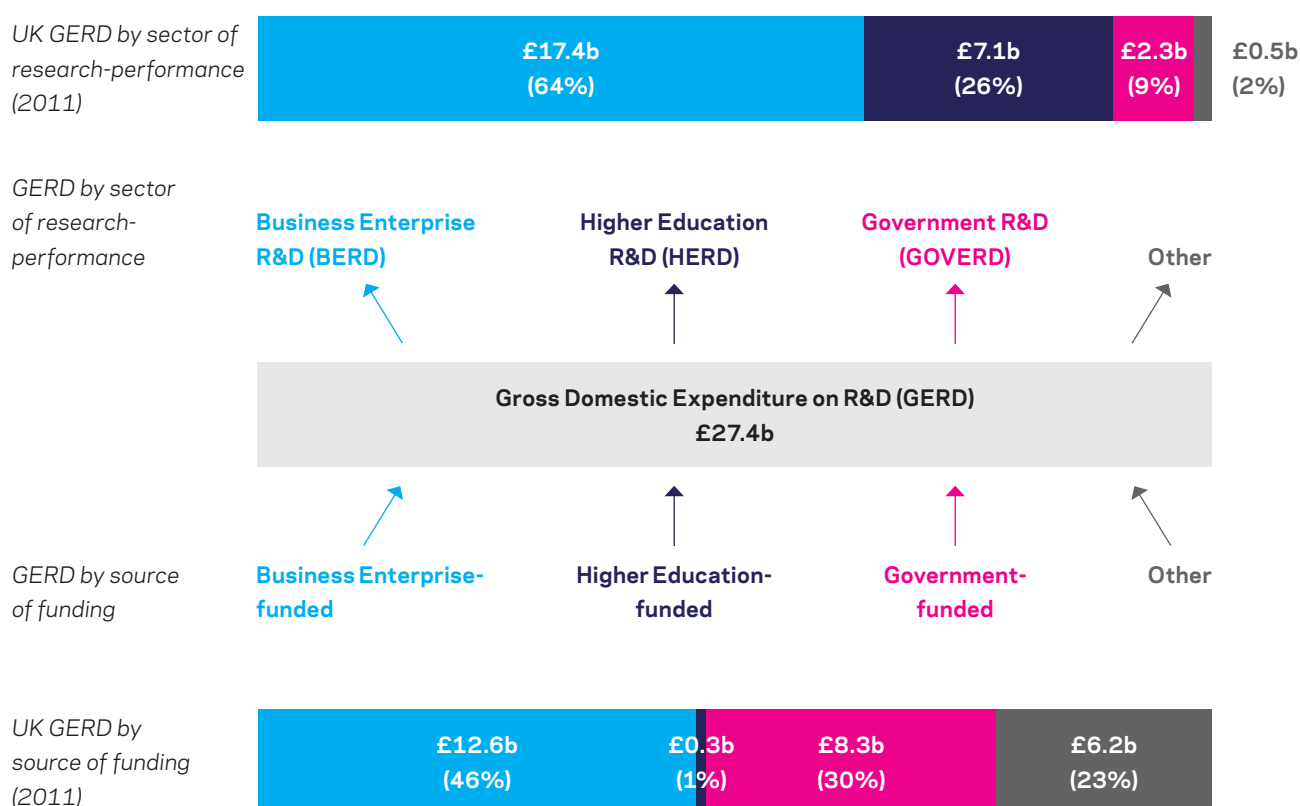 UK GERD by sector of
research-performance
(2011)
£17.4b
(64%)
£7.1b
(26%)
£2.3b
(9%)
£0.5b
(2%)
GERD by sector
of research-
performance
Business Enterprise
R&D (BERD)
Higher Education
R&D (HERD)
Government R&D
(GOVERD)
Other
Gross Domestic Expenditure on R&D (GERD)
£27.4b
GERD by source
of funding
Business Enterprise-
funded
Higher Education-
funded
Government-
funded
Other
UK GERD by
source of funding
(2011)
£12.6b
(46%)
£0.3b
(1%)
£8.3b
(30%)
£6.2b
(23%)